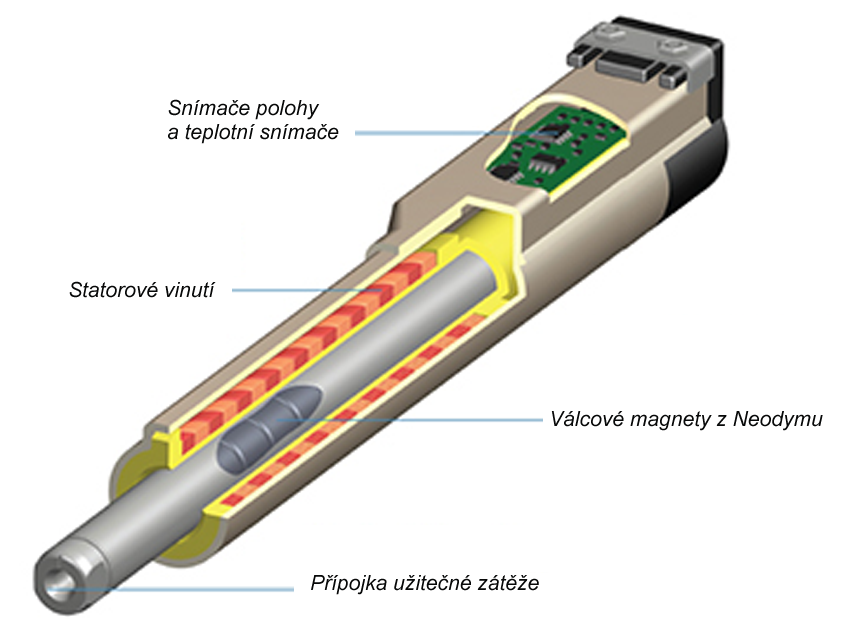 Snímače polohy
a teplotní snímače
Statorové vinutí
Válcové magnety z Neodymu
Přípojka užitečné zátěže